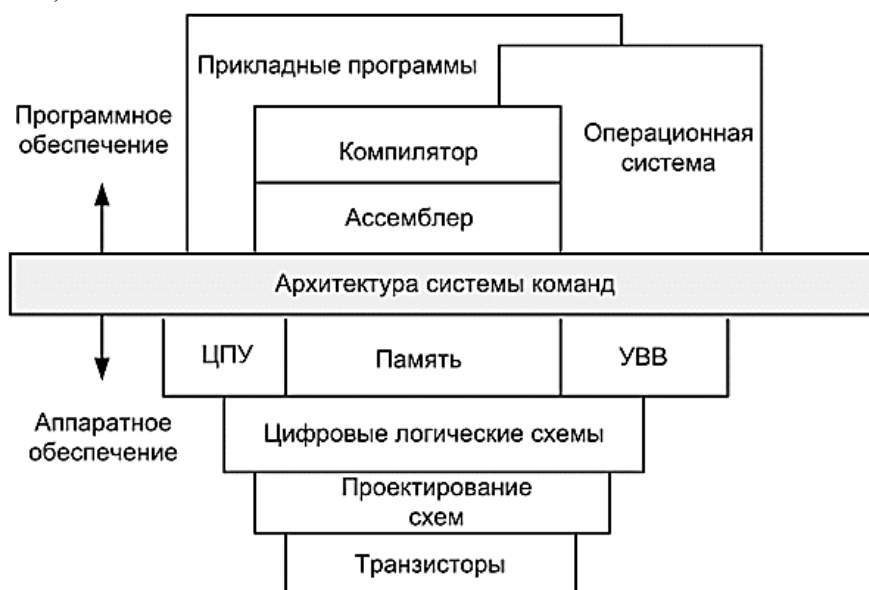 Прикладные программы
Программное
обеспечение
Операционная
система
Компилятор
Ассемблер
Архитектура системы команд
ЦПУ
Память
УВВ
Аппаратное
обеспечение
Цифровые логические схемы
Проектирование
схем
Транзисторы